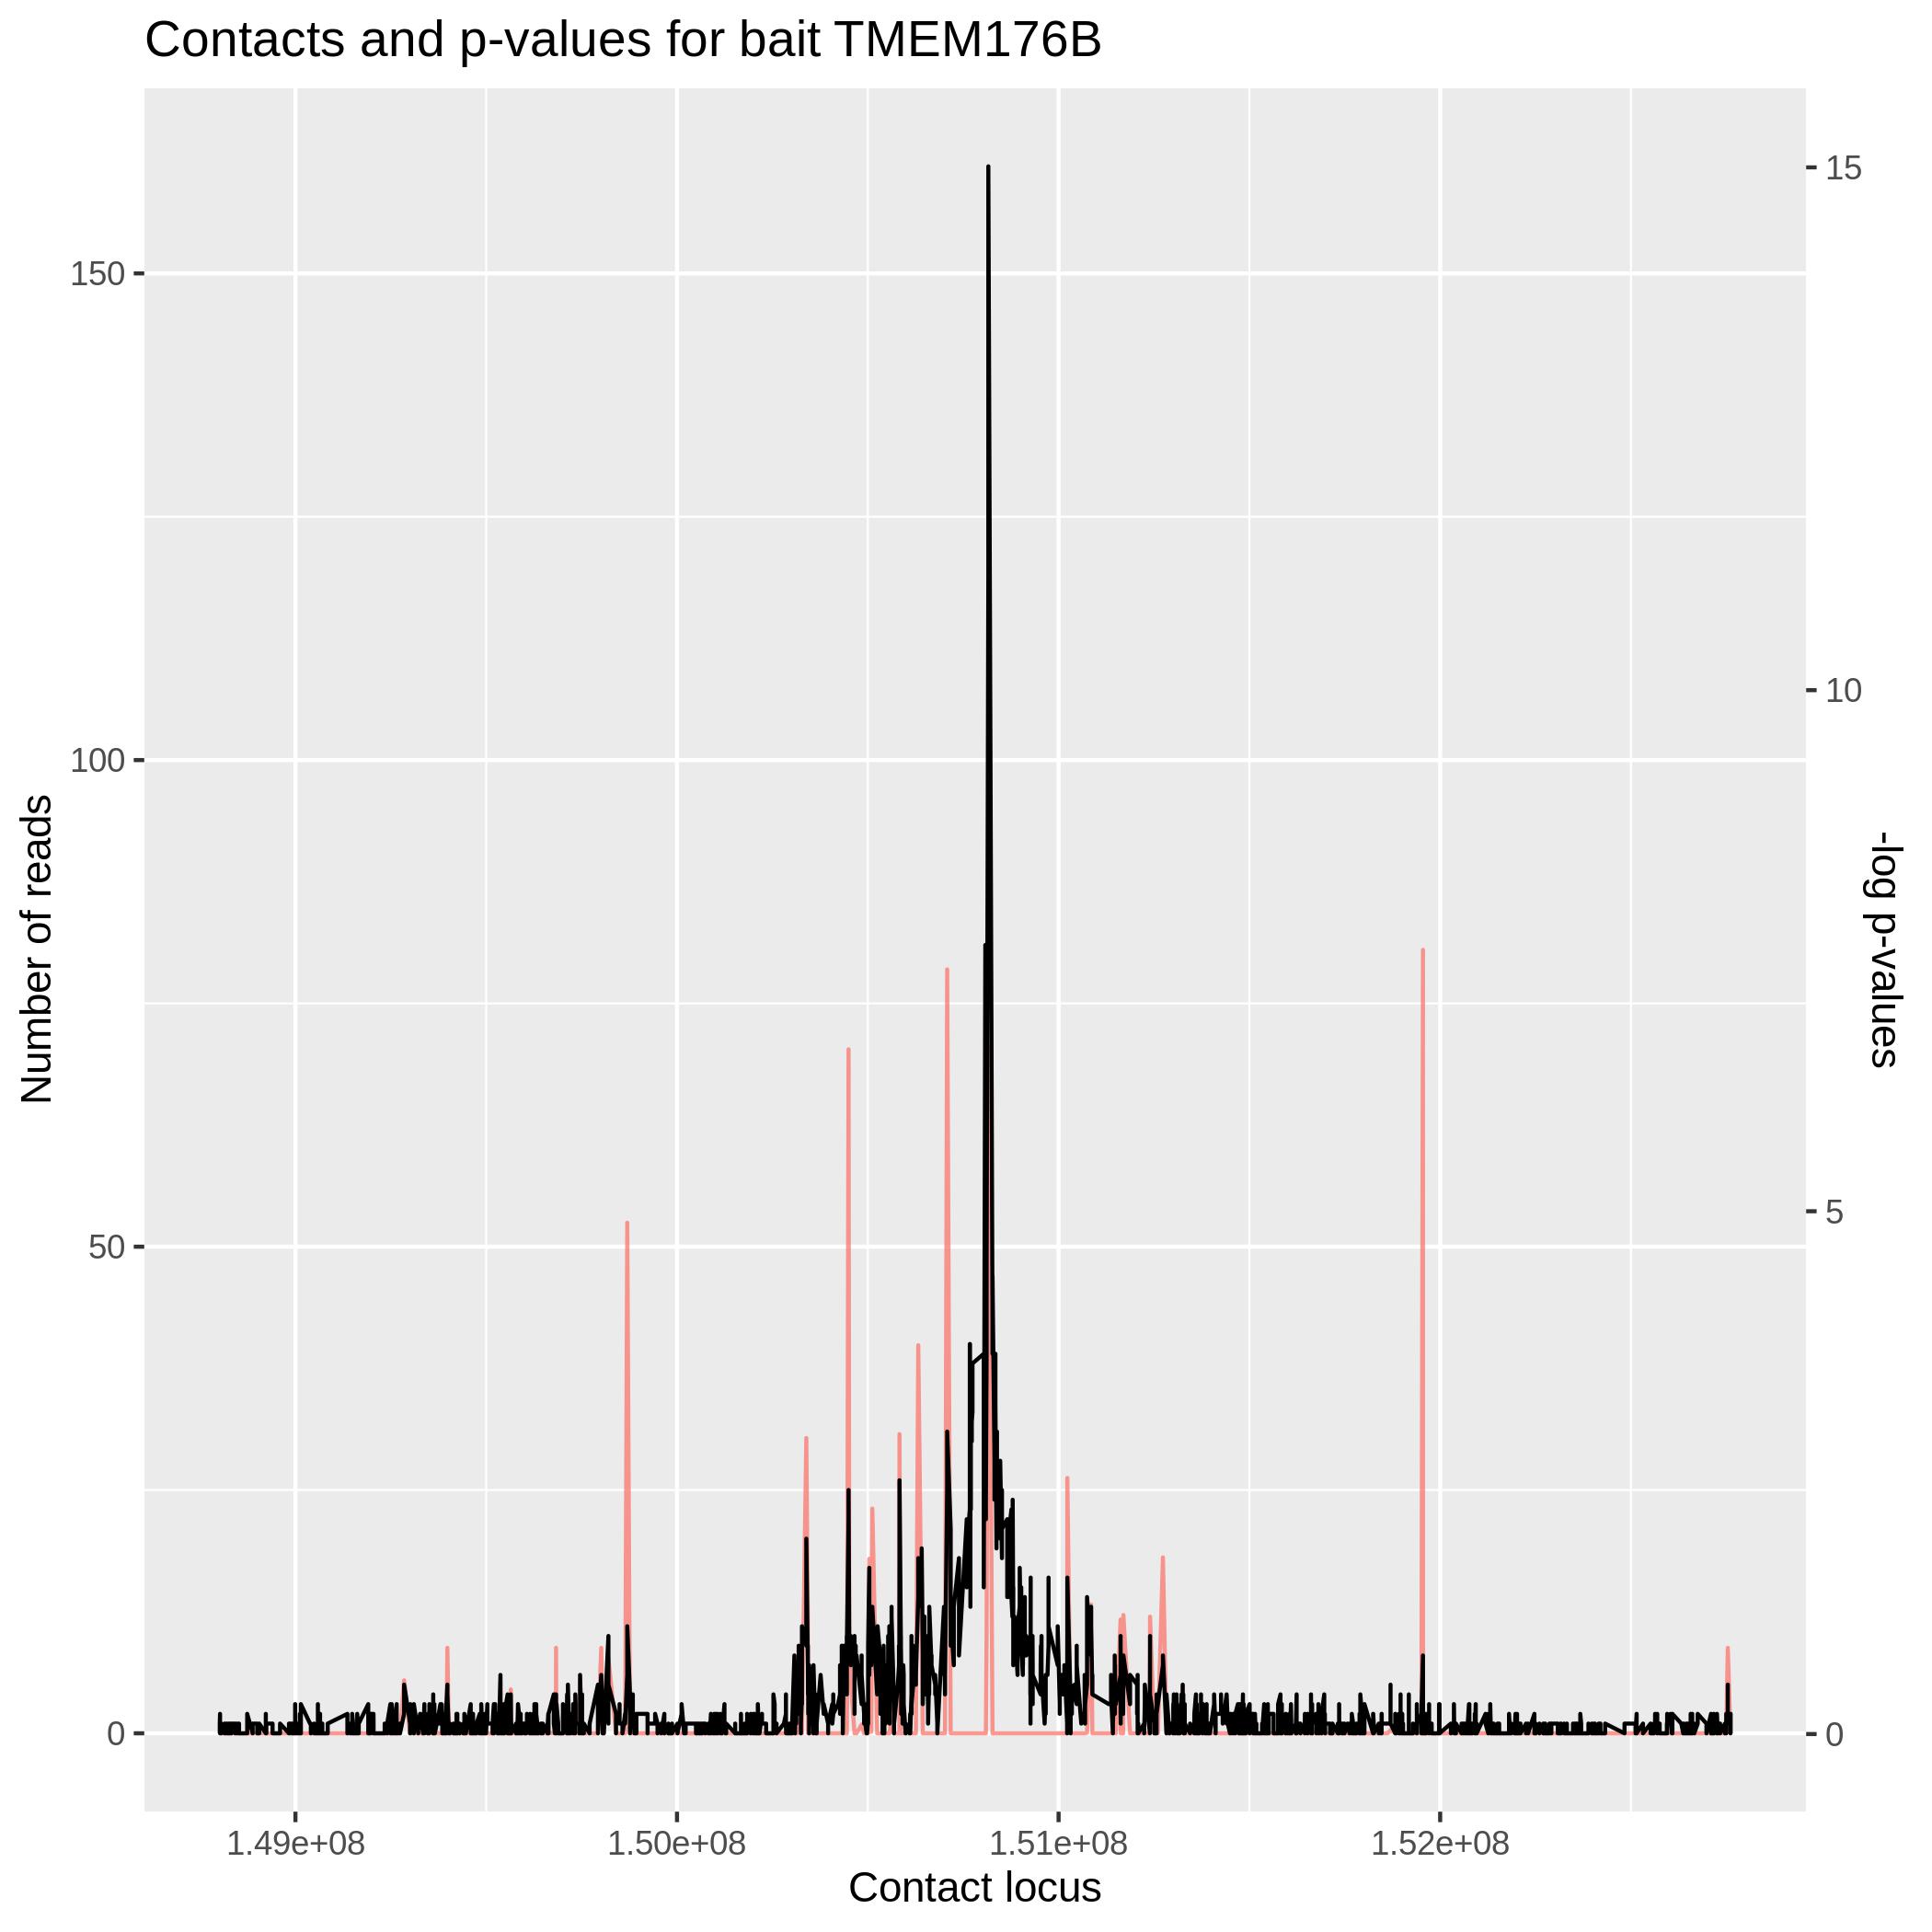 Contacts and p-values for bait TMEM176B
150
100
50
0
15
10
5
0
Number of reads
-log p-values
1.49e+08
1.50e+08
1.51e+08
1.52e+08
Contact locus